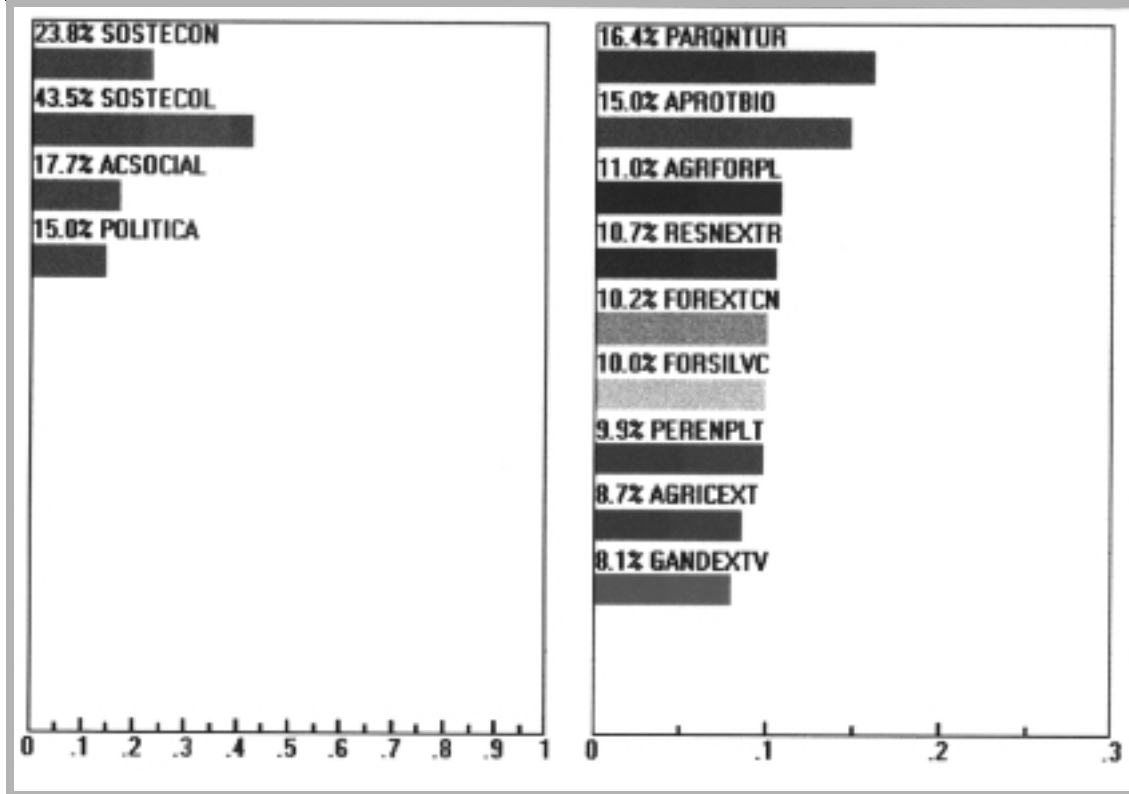 23.8% SOSTECON
43.5% SOSTECOL
17.7% ACSOCIAL
15.0% POLITICA
0 .1 .2 .3 .4 .5 .6 .7 .8 .9 1
16.4% PARQNTUR
15.0% APROTBIO
11.0% AGRFORPL
10.7% RESNEXTR
10.2% FOREXTCN
10.0% FORSILVC
9.9% PERENPLT
8.7% AGRICEXT
8.1% GANDEXTV
0 .1 .2 .3